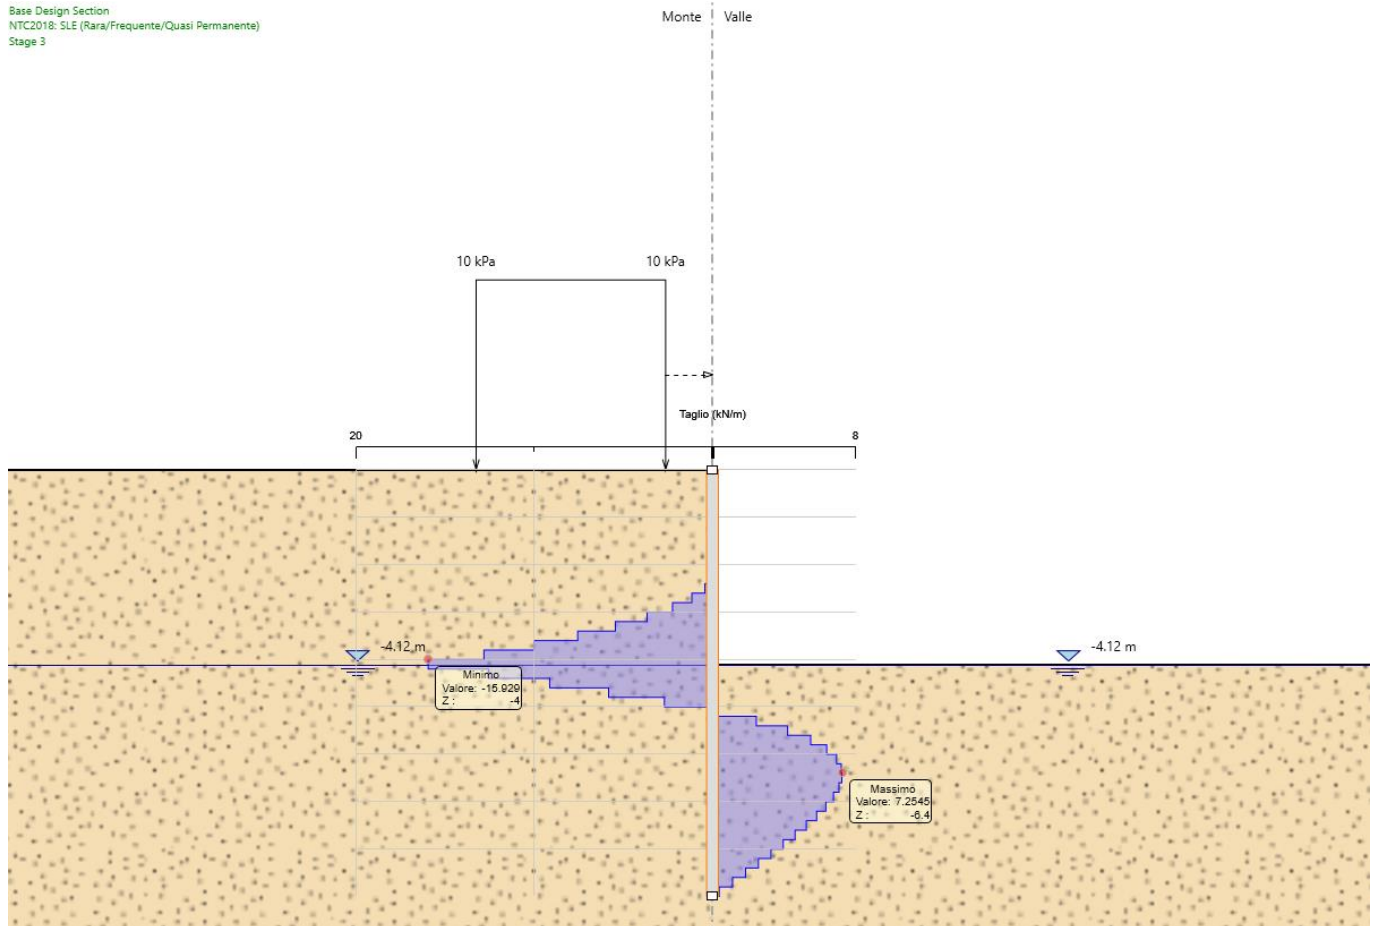 Base Design Section
NTC2018: SLE (Rara/Frequente/Quasi Permanente)
Stage 3
Monte Valle
10 kPa 10 kPa
Taglio (kN/m)
20 8
-4.12 m -4.12 m
Minimo
Valore: -15.929
Z : -4
Massimo
Valore: 7.2545
Z : -6.4